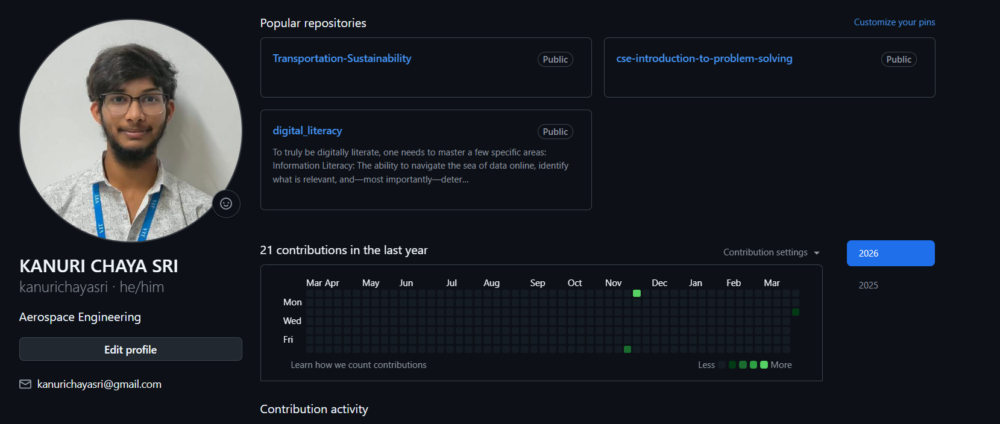 Popular repositories
Customize your pins
Transportation-Sustainability
Public
cse-introduction-to-problem-solving
Public
digital_literacy
Public
To truly be digitally literate, one needs to master a few specific areas:
Information Literacy: The ability to navigate the sea of data online, identify
what is relevant, and—most importantly—deter...
VIT
VIT
KANURI CHAYA SRI
kanurichayasri · he/him
Aerospace Engineering
Edit profile
kanurichayasri@gmail.com
21 contributions in the last year
Contribution settings
2026
2025
Mar Apr May Jun Jul Aug Sep Oct Nov Dec Jan Feb Mar
Mon
Wed
Fri
Learn how we count contributions
Less More
Contribution activity